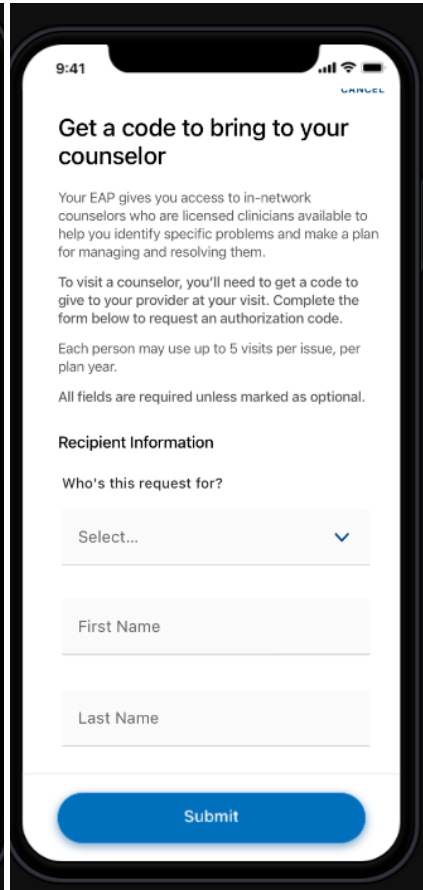 9:41
CANCEL
Get a code to bring to your
counselor
Your EAP gives you access to in-network
counselors who are licensed clinicians available to
help you identify specific problems and make a plan
for managing and resolving them.
To visit a counselor, you'll need to get a code to
give to your provider at your visit. Complete the
form below to request an authorization code.
Each person may use up to 5 visits per issue, per
plan year.
All fields are required unless marked as optional.
Recipient Information
Who's this request for?
Select...
First Name
Last Name
Submit